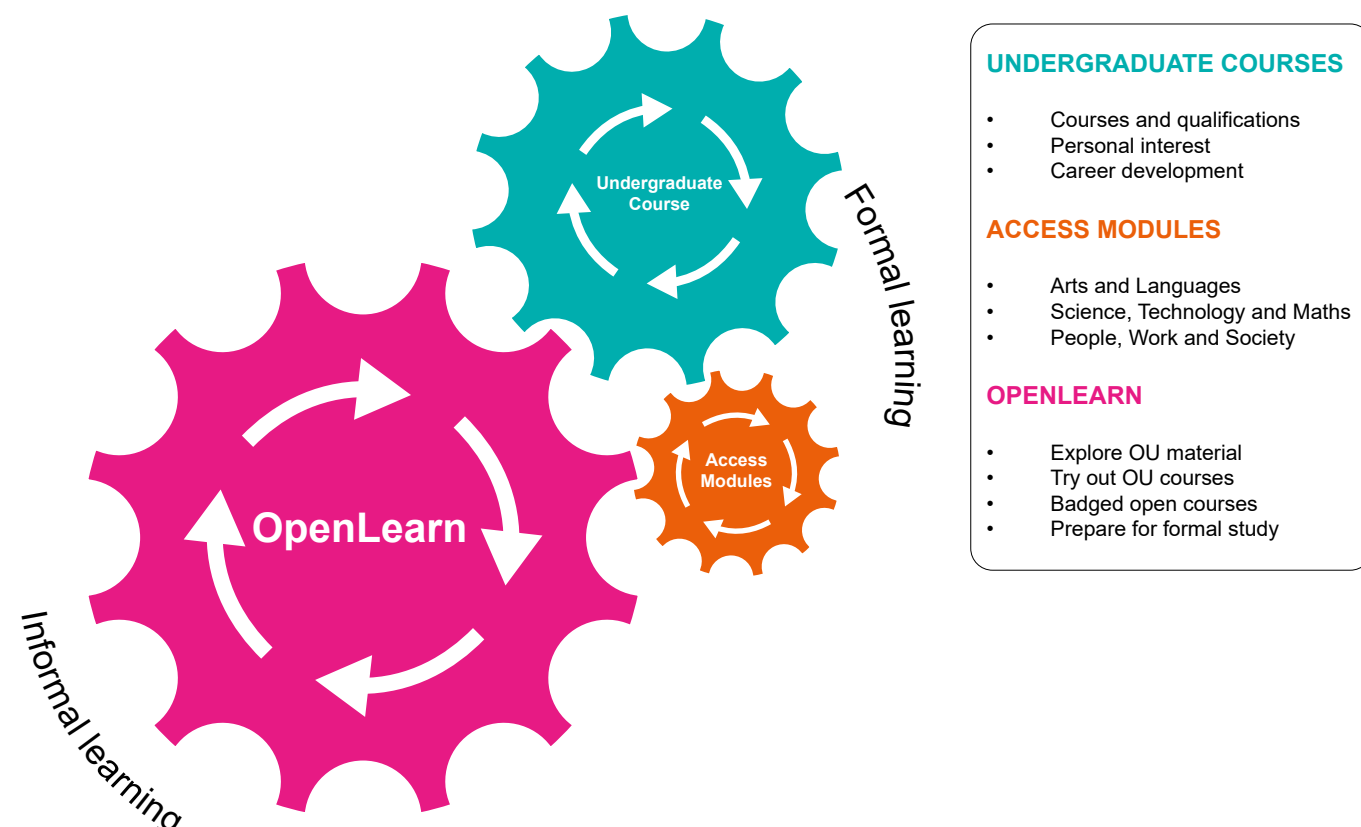 Undergraduate
Course
Formal learning
Access
Modules
OpenLearn
Informal learning
UNDERGRADUATE COURSES
• Courses and qualifications
• Personal interest
• Career development
ACCESS MODULES
• Arts and Languages
• Science, Technology and Maths
• People, Work and Society
OPENLEARN
• Explore OU material
• Try out OU courses
• Badged open courses
• Prepare for formal study